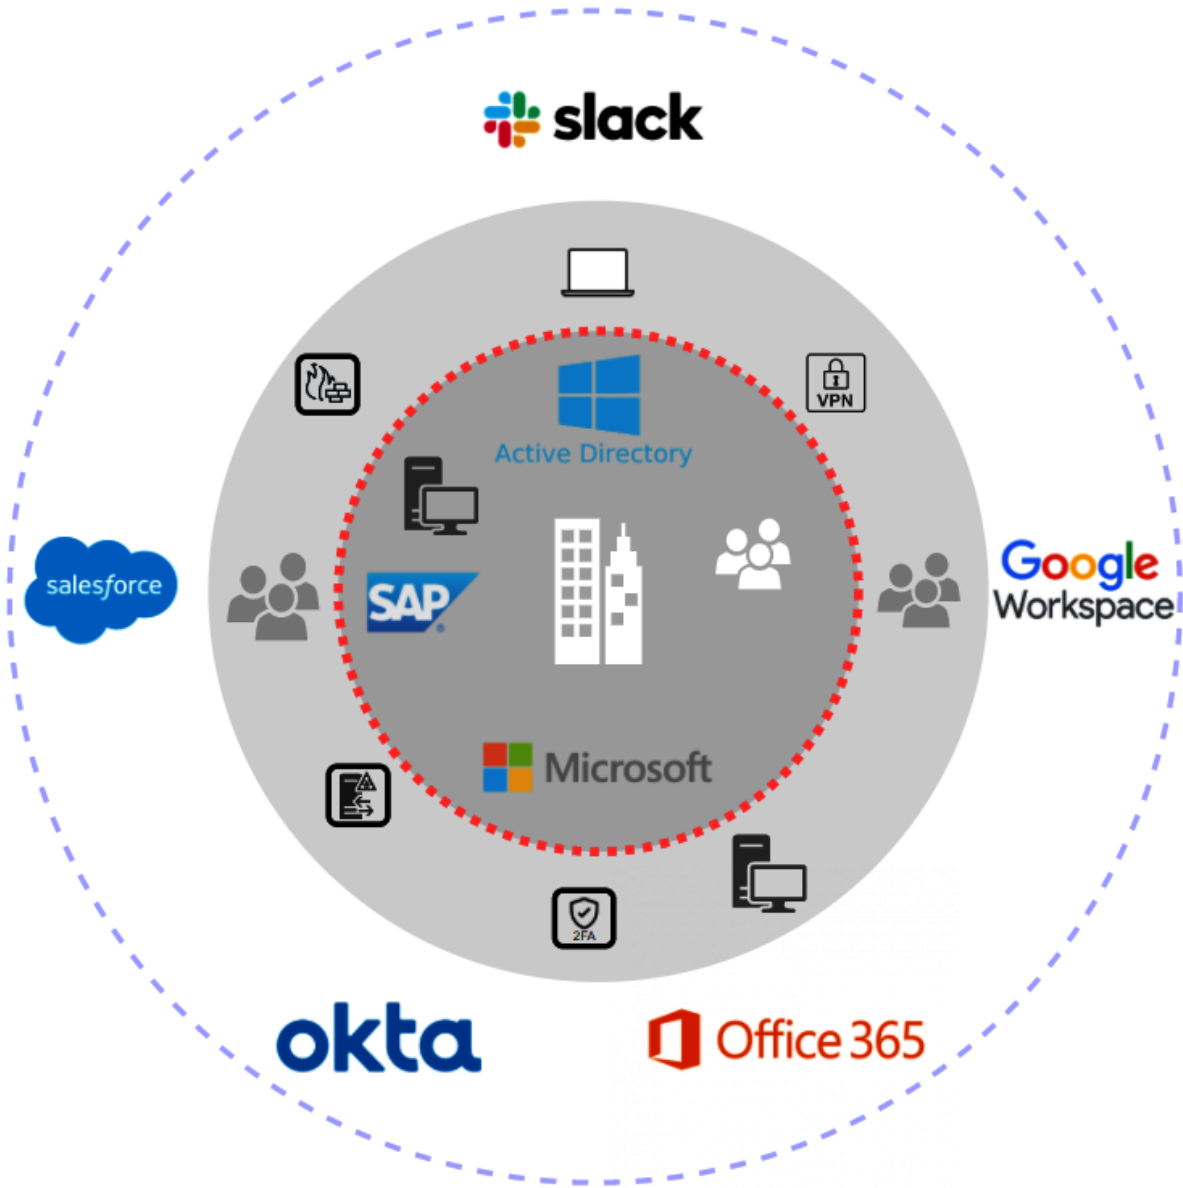 slack
VPN
Active Directory
salesforce
SAP
Google
Workspace
Microsoft
2FA
okta
Office 365